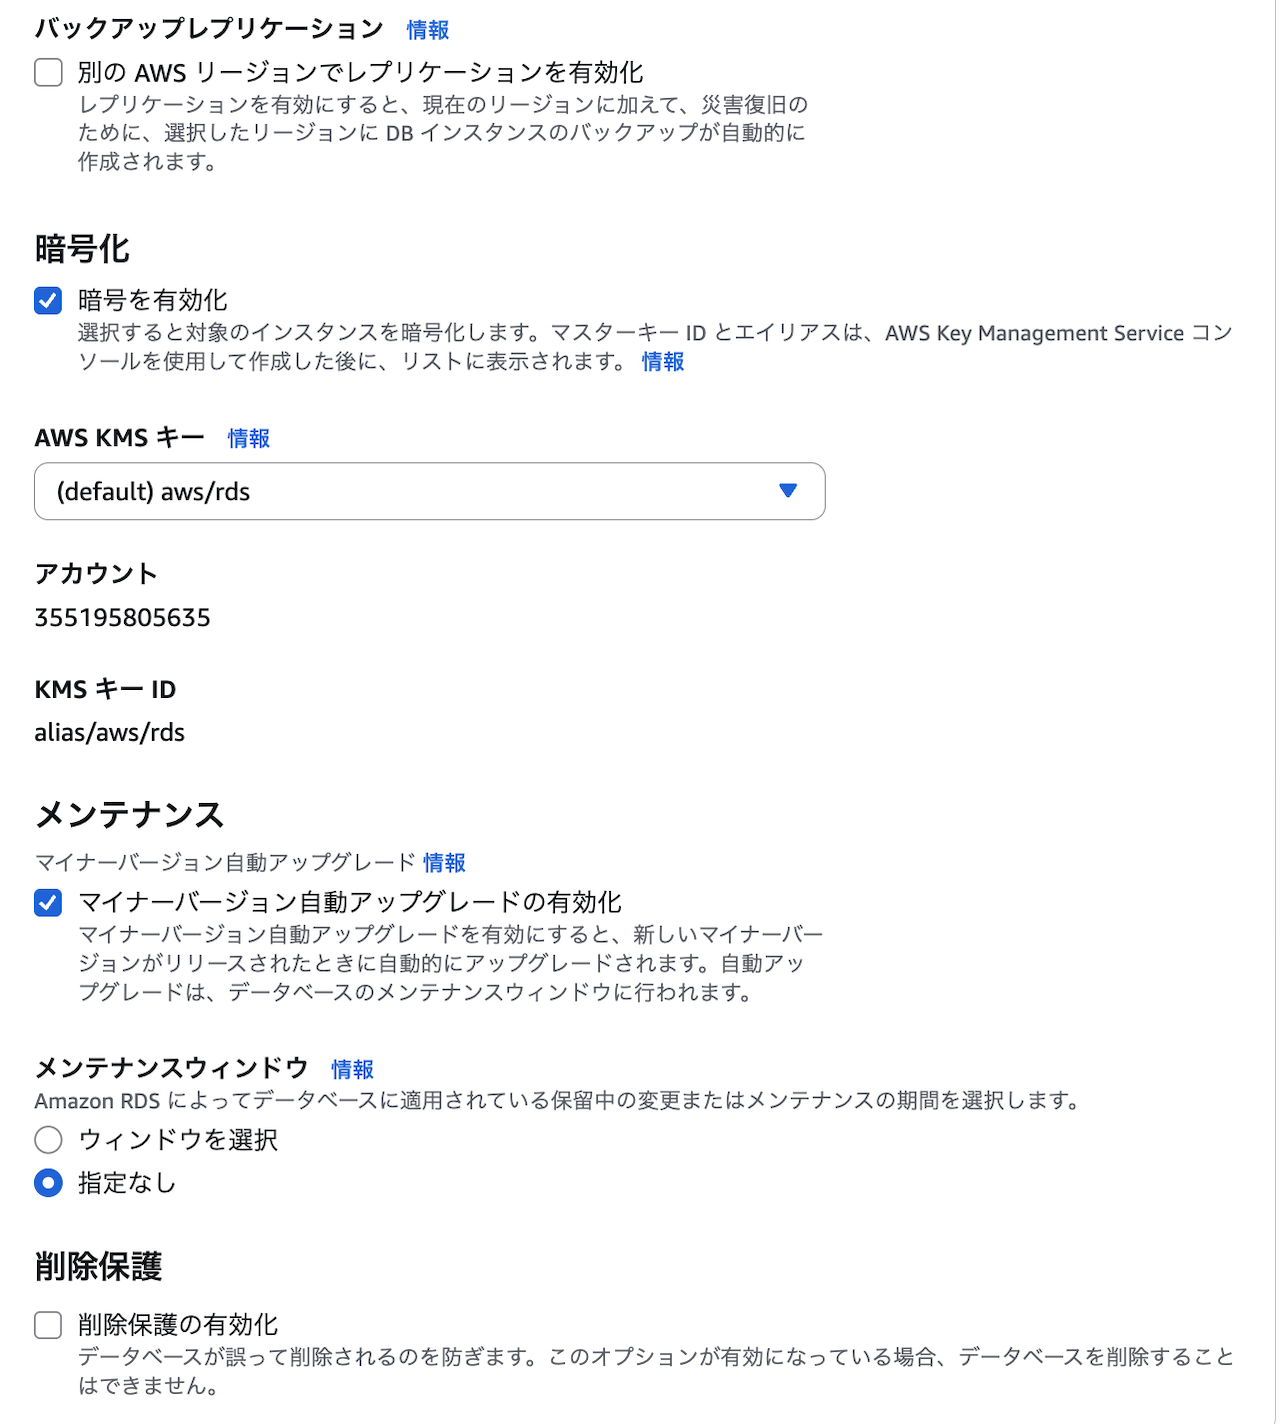 バックアップレプリケーション 情報
別の AWS リージョンでレプリケーションを有効化
レプリケーションを有効にすると、現在のリージョンに加えて、災害復旧の
ために、選択したリージョンに DB インスタンスのバックアップが自動的に
作成されます。
暗号化
暗号を有効化
選択すると対象のインスタンスを暗号化します。マスターキー ID とエイリアスは、AWS Key Management Service コン
ソールを使用して作成した後に、リストに表示されます。 情報
AWS KMS キー 情報
(default) aws/rds
アカウント
355195805635
KMS キー ID
alias/aws/rds
メンテナンス
マイナーバージョン自動アップグレード 情報
マイナーバージョン自動アップグレードの有効化
マイナーバージョン自動アップグレードを有効にすると、新しいマイナーバー
ジョンがリリースされたときに自動的にアップグレードされます。自動アッ
プグレードは、データベースのメンテナンスウィンドウに行われます。
メンテナンスウィンドウ 情報
Amazon RDS によってデータベースに適用されている保留中の変更またはメンテナンスの期間を選択します。
ウィンドウを選択
指定なし
削除保護
削除保護の有効化
データベースが誤って削除されるのを防ぎます。このオプションが有効になっている場合、データベースを削除すること
はできません。